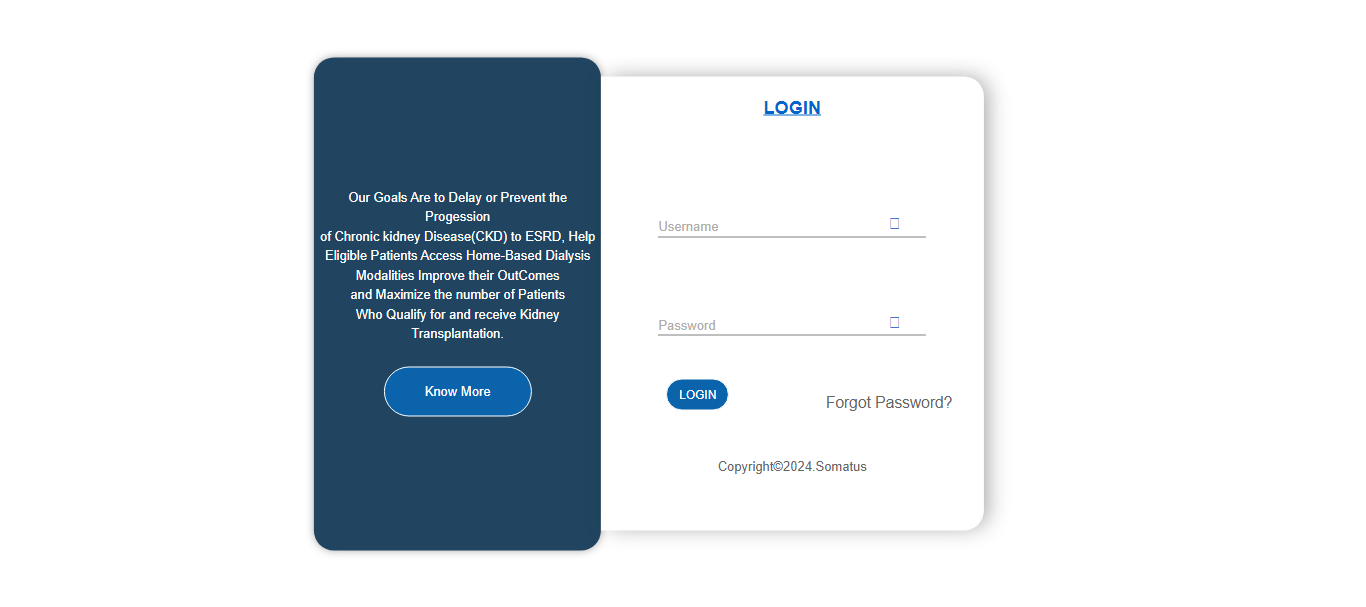 Our Goals Are to Delay or Prevent the
Progession
of Chronic kidney Disease(CKD) to ESRD, Help
Eligible Patients Access Home-Based Dialysis
Modalities Improve their OutComes
and Maximize the number of Patients
Who Qualify for and receive Kidney
Transplantation.
Know More
LOGIN
Username
Password
LOGIN
Forgot Password?
Copyright©2024.Somatus